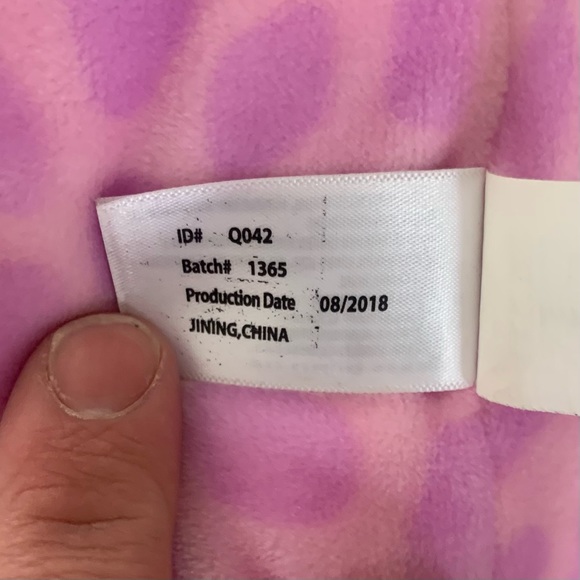 ID# Q042
Batch# 1365
Production Date 08/2018
JINING,CHINA